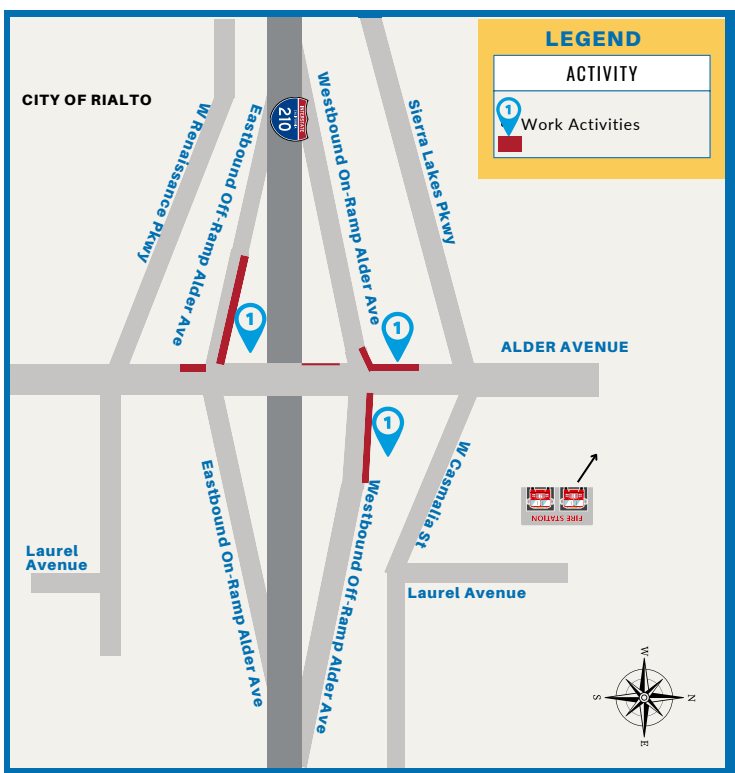 LEGEND
ACTIVITY
1
Work Activities
CITY OF RIALTO
W Renaissance Pkwy
Eastbound Off-Ramp Alder Ave
INTERSTATE
210
Westbound On-Ramp Alder Ave
Sierra Lakes Pkwy
1
1
ALDER AVENUE
1
W Casmalia St
Eastbound On-Ramp Alder Ave
Westbound Off-Ramp Alder Ave
FIRE STATION
Laurel
Avenue
Laurel Avenue
W
S
N
E